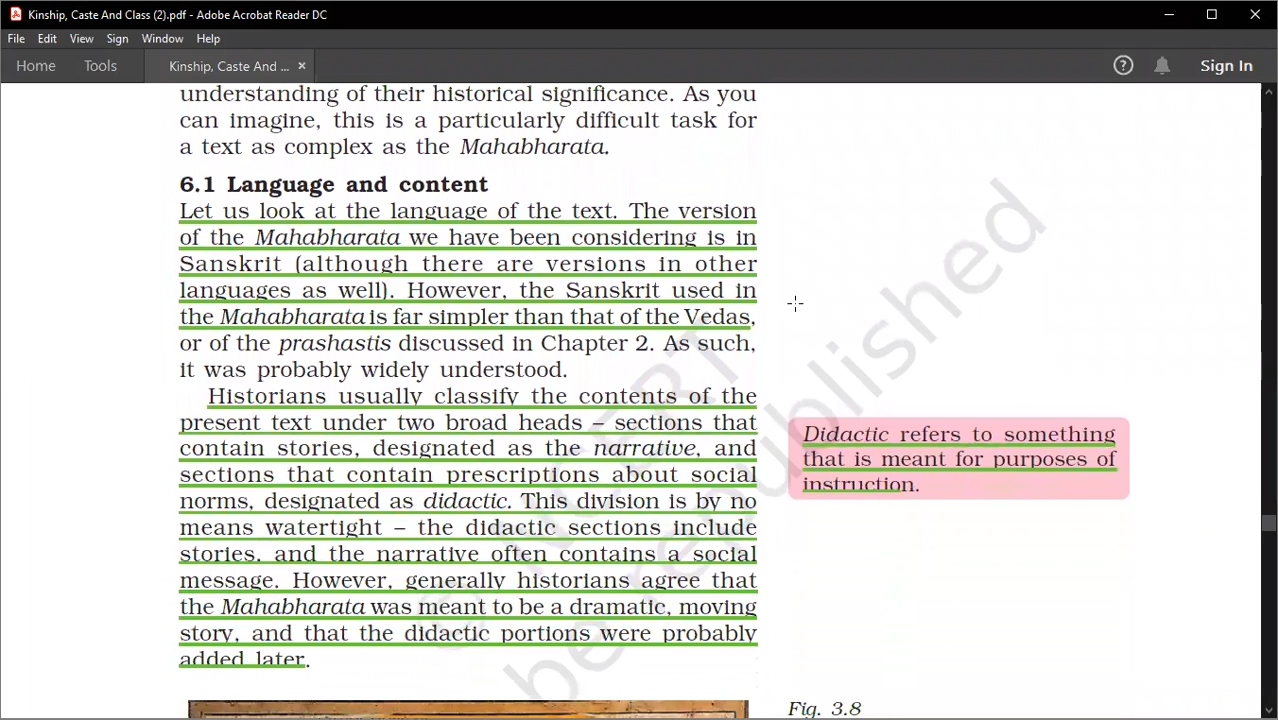 Kinship, Caste And Class (2).pdf - Adobe Acrobat Reader DC
File Edit View Sign Window Help
Home Tools Kinship, Caste And ... × Sign In
understanding of their historical significance. As you
can imagine, this is a particularly difficult task for
a text as complex as the Mahabharata.
6.1 Language and content
Let us look at the language of the text. The version
of the Mahabharata we have been considering is in
Sanskrit (although there are versions in other
languages as well). However, the Sanskrit used in
the Mahabharata is far simpler than that of the Vedas,
or of the prashastis discussed in Chapter 2. As such,
it was probably widely understood.
Historians usually classify the contents of the
present text under two broad heads – sections that
contain stories, designated as the narrative, and
sections that contain prescriptions about social
norms, designated as didactic. This division is by no
means watertight – the didactic sections include
stories, and the narrative often contains a social
message. However, generally historians agree that
the Mahabharata was meant to be a dramatic, moving
story, and that the didactic portions were probably
added later.
Didactic refers to something
that is meant for purposes of
instruction.
Fig. 3.8
© NCERT
be republished